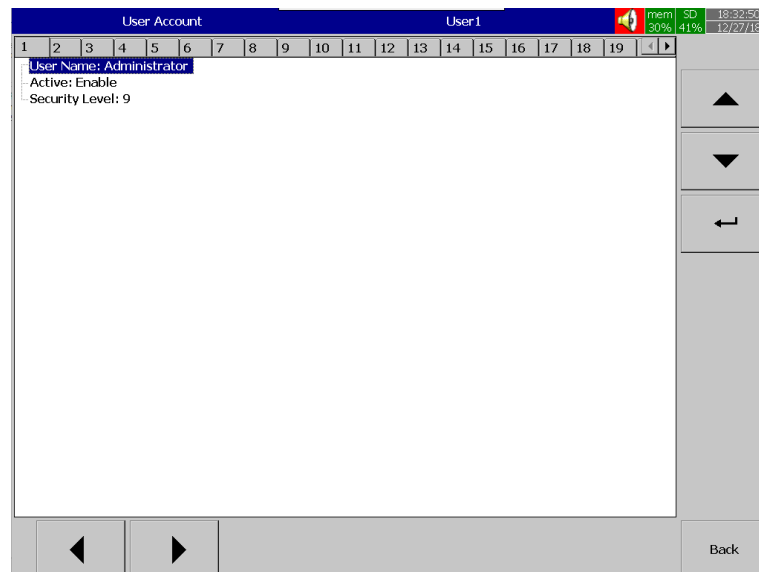 User Account User1 mem SD 18:32:50
30% 41% 12/27/18
1 2 3 4 5 6 7 8 9 10 11 12 13 14 15 16 17 18 19
User Name: Administrator
Active: Enable
Security Level: 9
Back